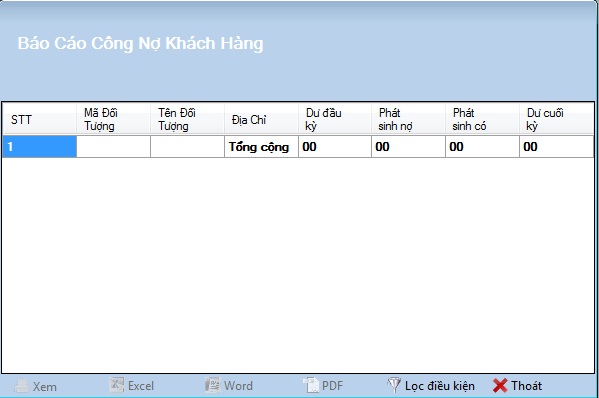 Báo Cáo Công Nợ Khách Hàng
STT Mã Đối Tượng Tên Đối Tượng Địa Chỉ Dư đầu kỳ Phát sinh nợ Phát sinh có Dư cuối kỳ
1 Tổng cộng 00 00 00 00
Xem Excel Word PDF Lọc điều kiện Thoát